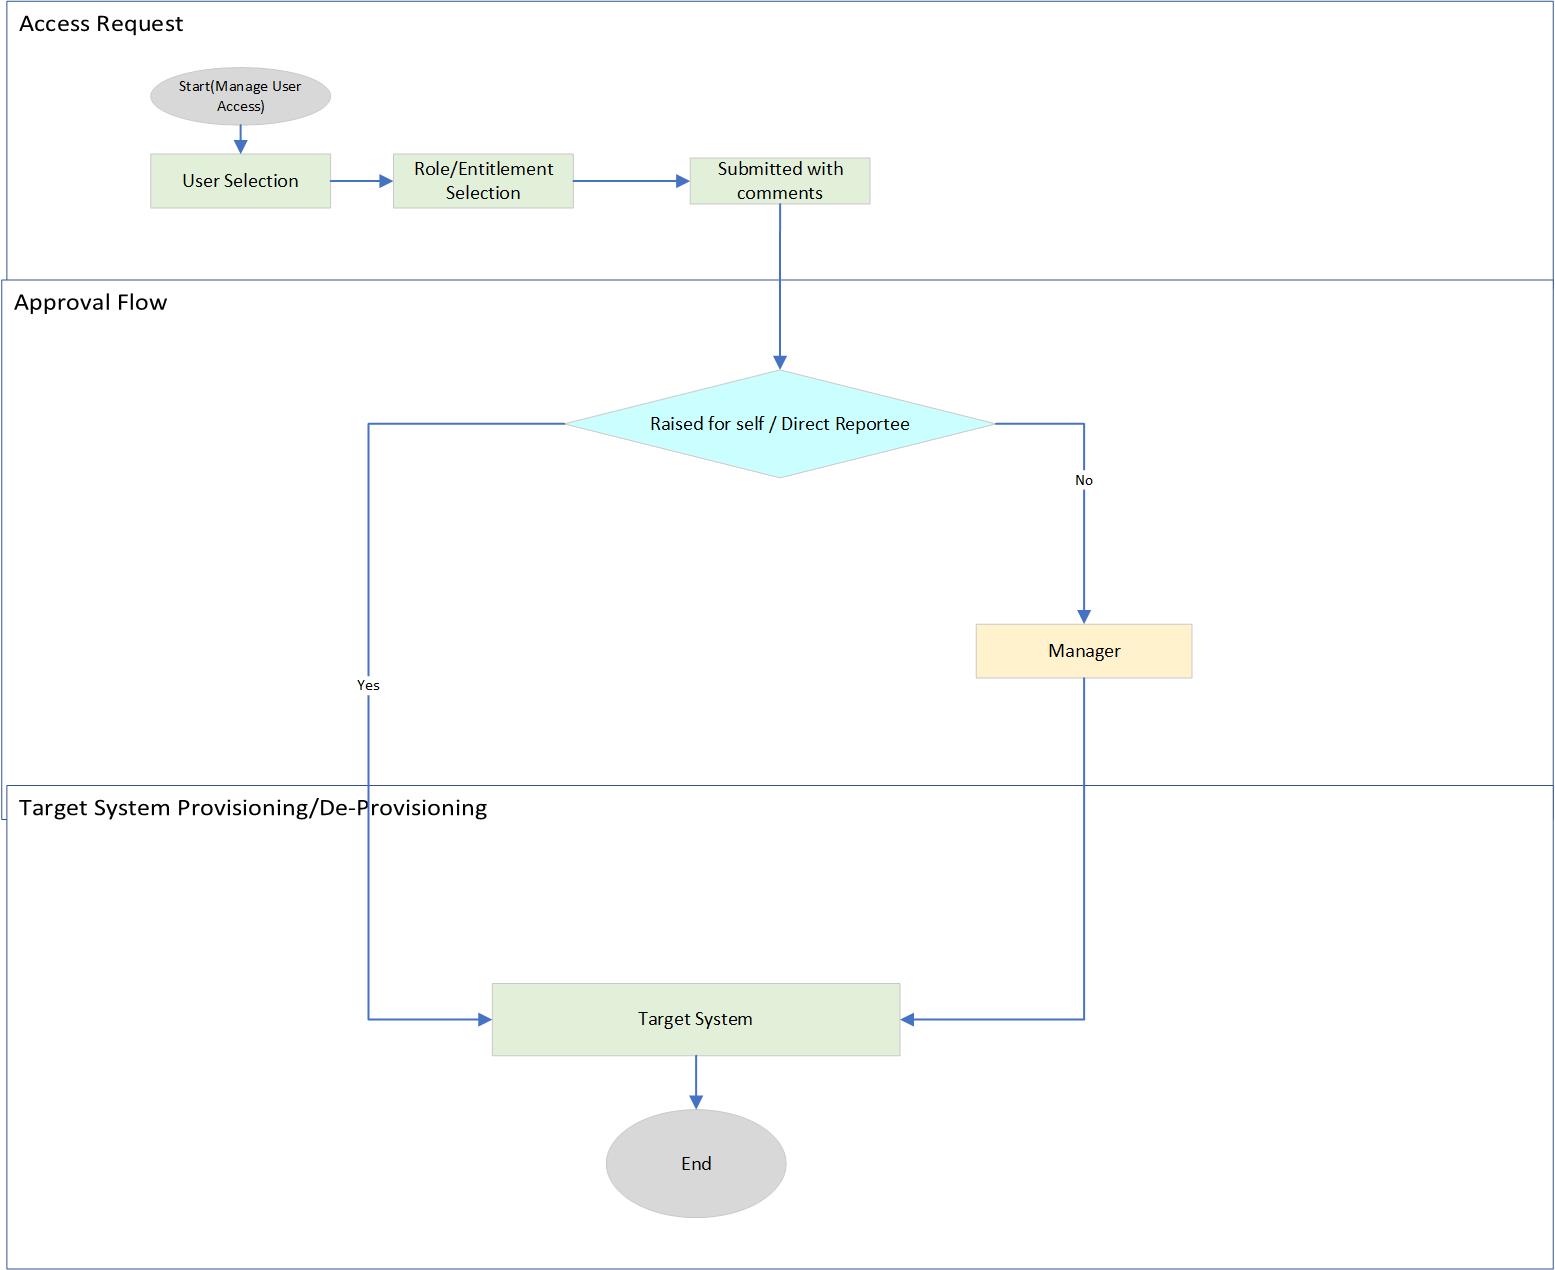 Access Request
Start(Manage User
Access)
User Selection
Role/Entitlement
Selection
Submitted with
comments
Approval Flow
Raised for self / Direct Reportee
No
Manager
Yes
Target System Provisioning/De-Provisioning
Target System
End